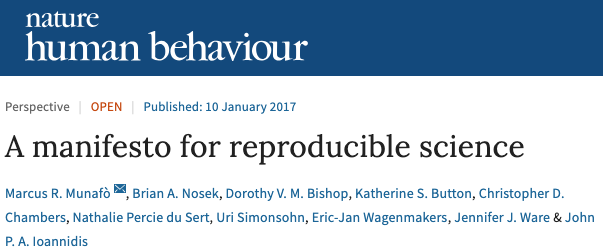 nature
human behaviour
Perspective | OPEN | Published: 10 January 2017
A manifesto for reproducible science
Marcus R. Munafò, Brian A. Nosek, Dorothy V. M. Bishop, Katherine S. Button, Christopher D.
Chambers, Nathalie Percie du Sert, Uri Simonsohn, Eric-Jan Wagenmakers, Jennifer J. Ware & John
P. A. Ioannidis